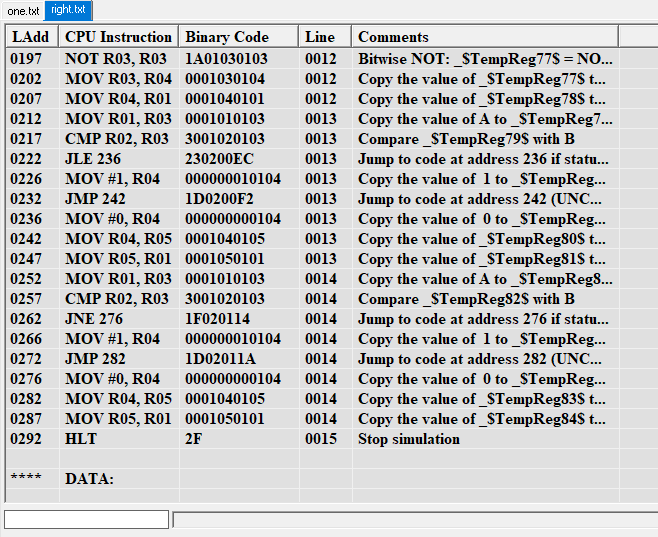 one.txt right.txt
LAdd CPU Instruction Binary Code Line Comments
0197 NOT R03, R03 1A01030103 0012 Bitwise NOT: _$TempReg77$ = NO...
0202 MOV R03, R04 0001030104 0012 Copy the value of _$TempReg77$ t...
0207 MOV R04, R01 0001040101 0012 Copy the value of _$TempReg78$ t...
0212 MOV R01, R03 0001010103 0013 Copy the value of A to _$TempReg7...
0217 CMP R02, R03 3001020103 0013 Compare _$TempReg79$ with B
0222 JLE 236 230200EC 0013 Jump to code at address 236 if statu...
0226 MOV #1, R04 000000010104 0013 Copy the value of 1 to _$TempReg...
0232 JMP 242 1D0200F2 0013 Jump to code at address 242 (UNC...
0236 MOV #0, R04 000000000104 0013 Copy the value of 0 to _$TempReg...
0242 MOV R04, R05 0001040105 0013 Copy the value of _$TempReg80$ t...
0247 MOV R05, R01 0001050101 0013 Copy the value of _$TempReg81$ t...
0252 MOV R01, R03 0001010103 0014 Copy the value of A to _$TempReg8...
0257 CMP R02, R03 3001020103 0014 Compare _$TempReg82$ with B
0262 JNE 276 1F020114 0014 Jump to code at address 276 if statu...
0266 MOV #1, R04 000000010104 0014 Copy the value of 1 to _$TempReg...
0272 JMP 282 1D02011A 0014 Jump to code at address 282 (UNC...
0276 MOV #0, R04 000000000104 0014 Copy the value of 0 to _$TempReg...
0282 MOV R04, R05 0001040105 0014 Copy the value of _$TempReg83$ t...
0287 MOV R05, R01 0001050101 0014 Copy the value of _$TempReg84$ t...
0292 HLT 2F 0015 Stop simulation
**** DATA: